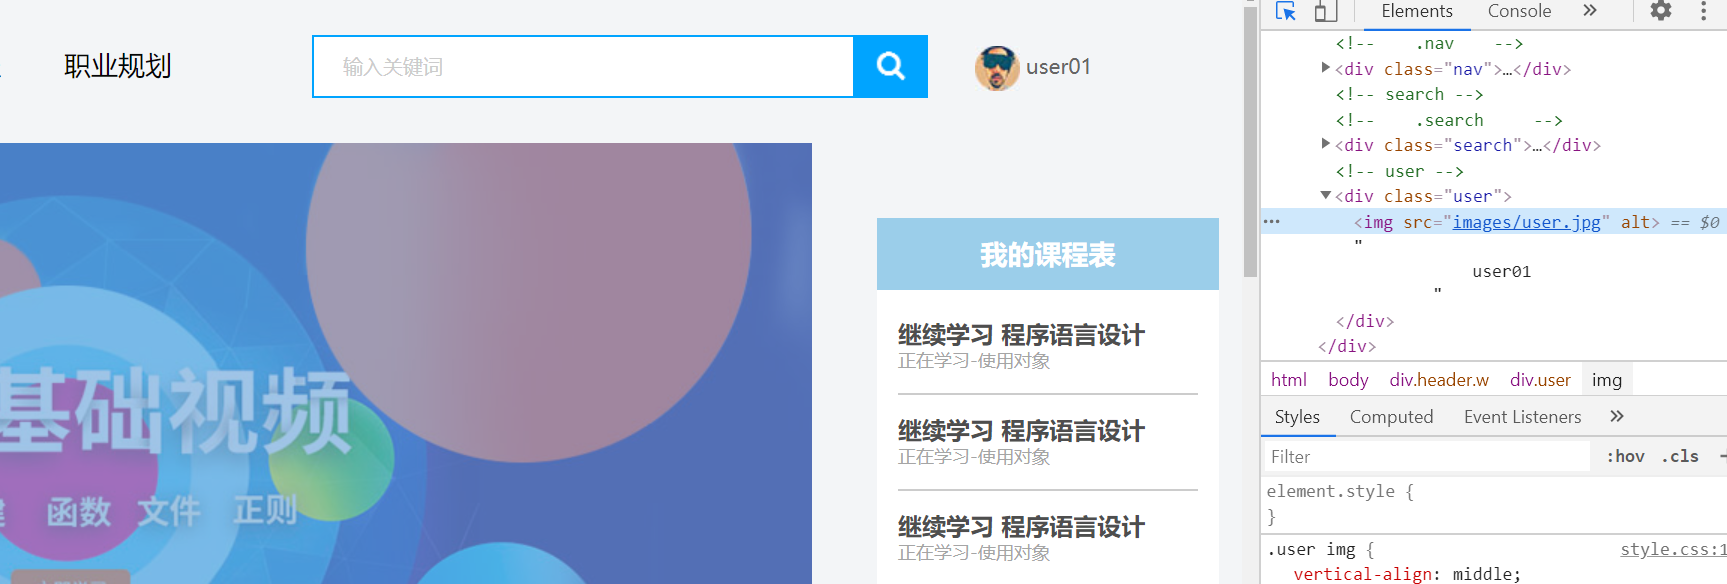 职业规划
输入关键词
user01
基础视频
函数 文件 正则
我的课程表
继续学习 程序语言设计
正在学习-使用对象
继续学习 程序语言设计
正在学习-使用对象
继续学习 程序语言设计
正在学习-使用对象
Elements Console »
<!-- .nav -->
<div class="nav">…</div>
<!-- search -->
<!-- .search -->
<div class="search">…</div>
<!-- user -->
<div class="user">
<img src="images/user.jpg" alt> == $0
"
user01
"
</div>
</div>
html body div.header.w div.user img
Styles Computed Event Listeners »
Filter :hov .cls
element.style {
}
.user img { style.css:1
vertical-align: middle;